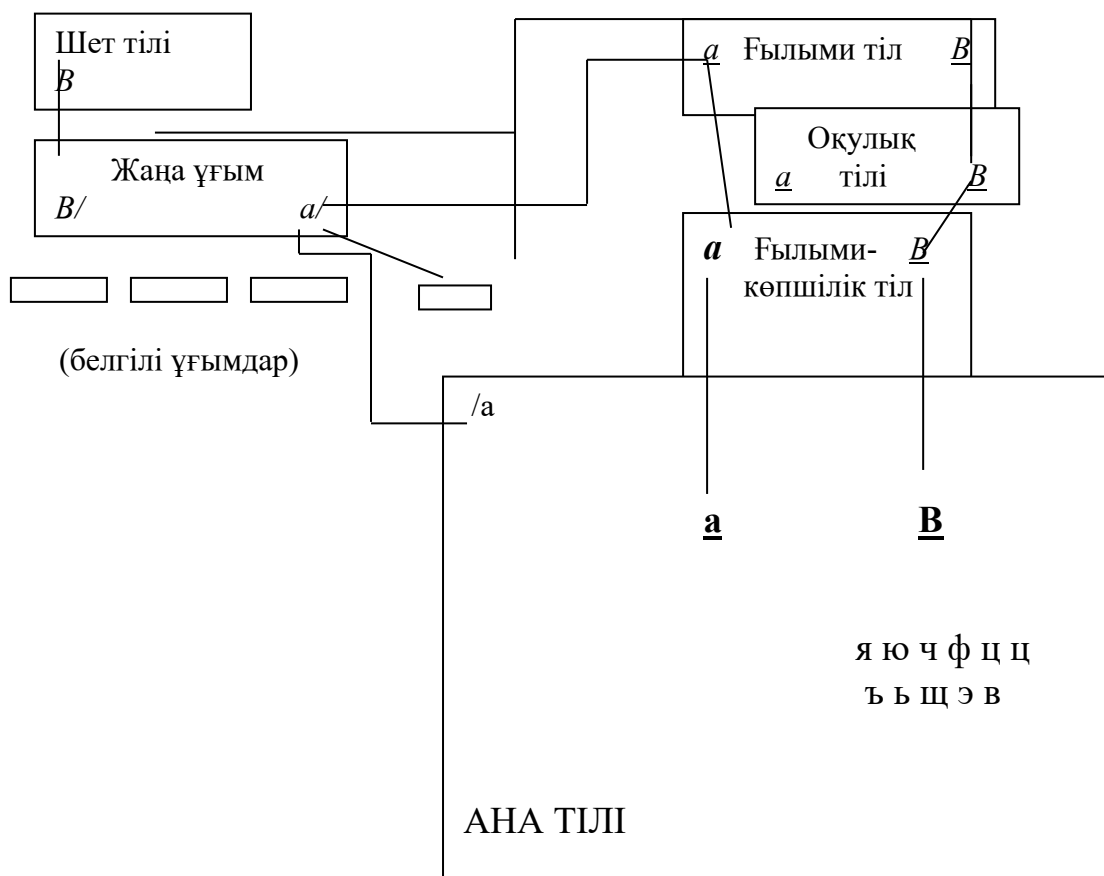 Шет тілі
В
Жаңа ұғым
В/ а/
(белгілі ұғымдар)
а Ғылыми тіл В
Оқулық
а тілі В
а Ғылыми- В
көпшілік тіл
/а
а В
я ю ч ф ц ц
ъ ь щ э в
АНА ТІЛІ